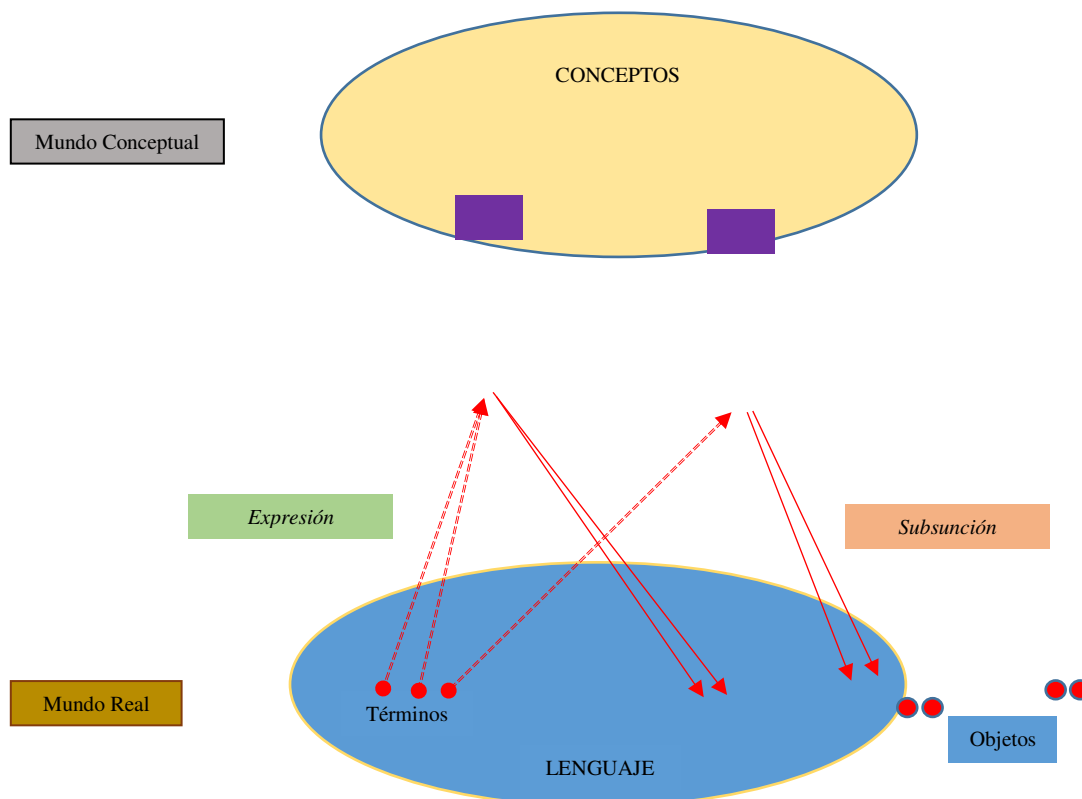 CONCEPTOS
Mundo Conceptual
Expresión
Subsunción
Mundo Real
Términos
Objetos
LENGUAJE